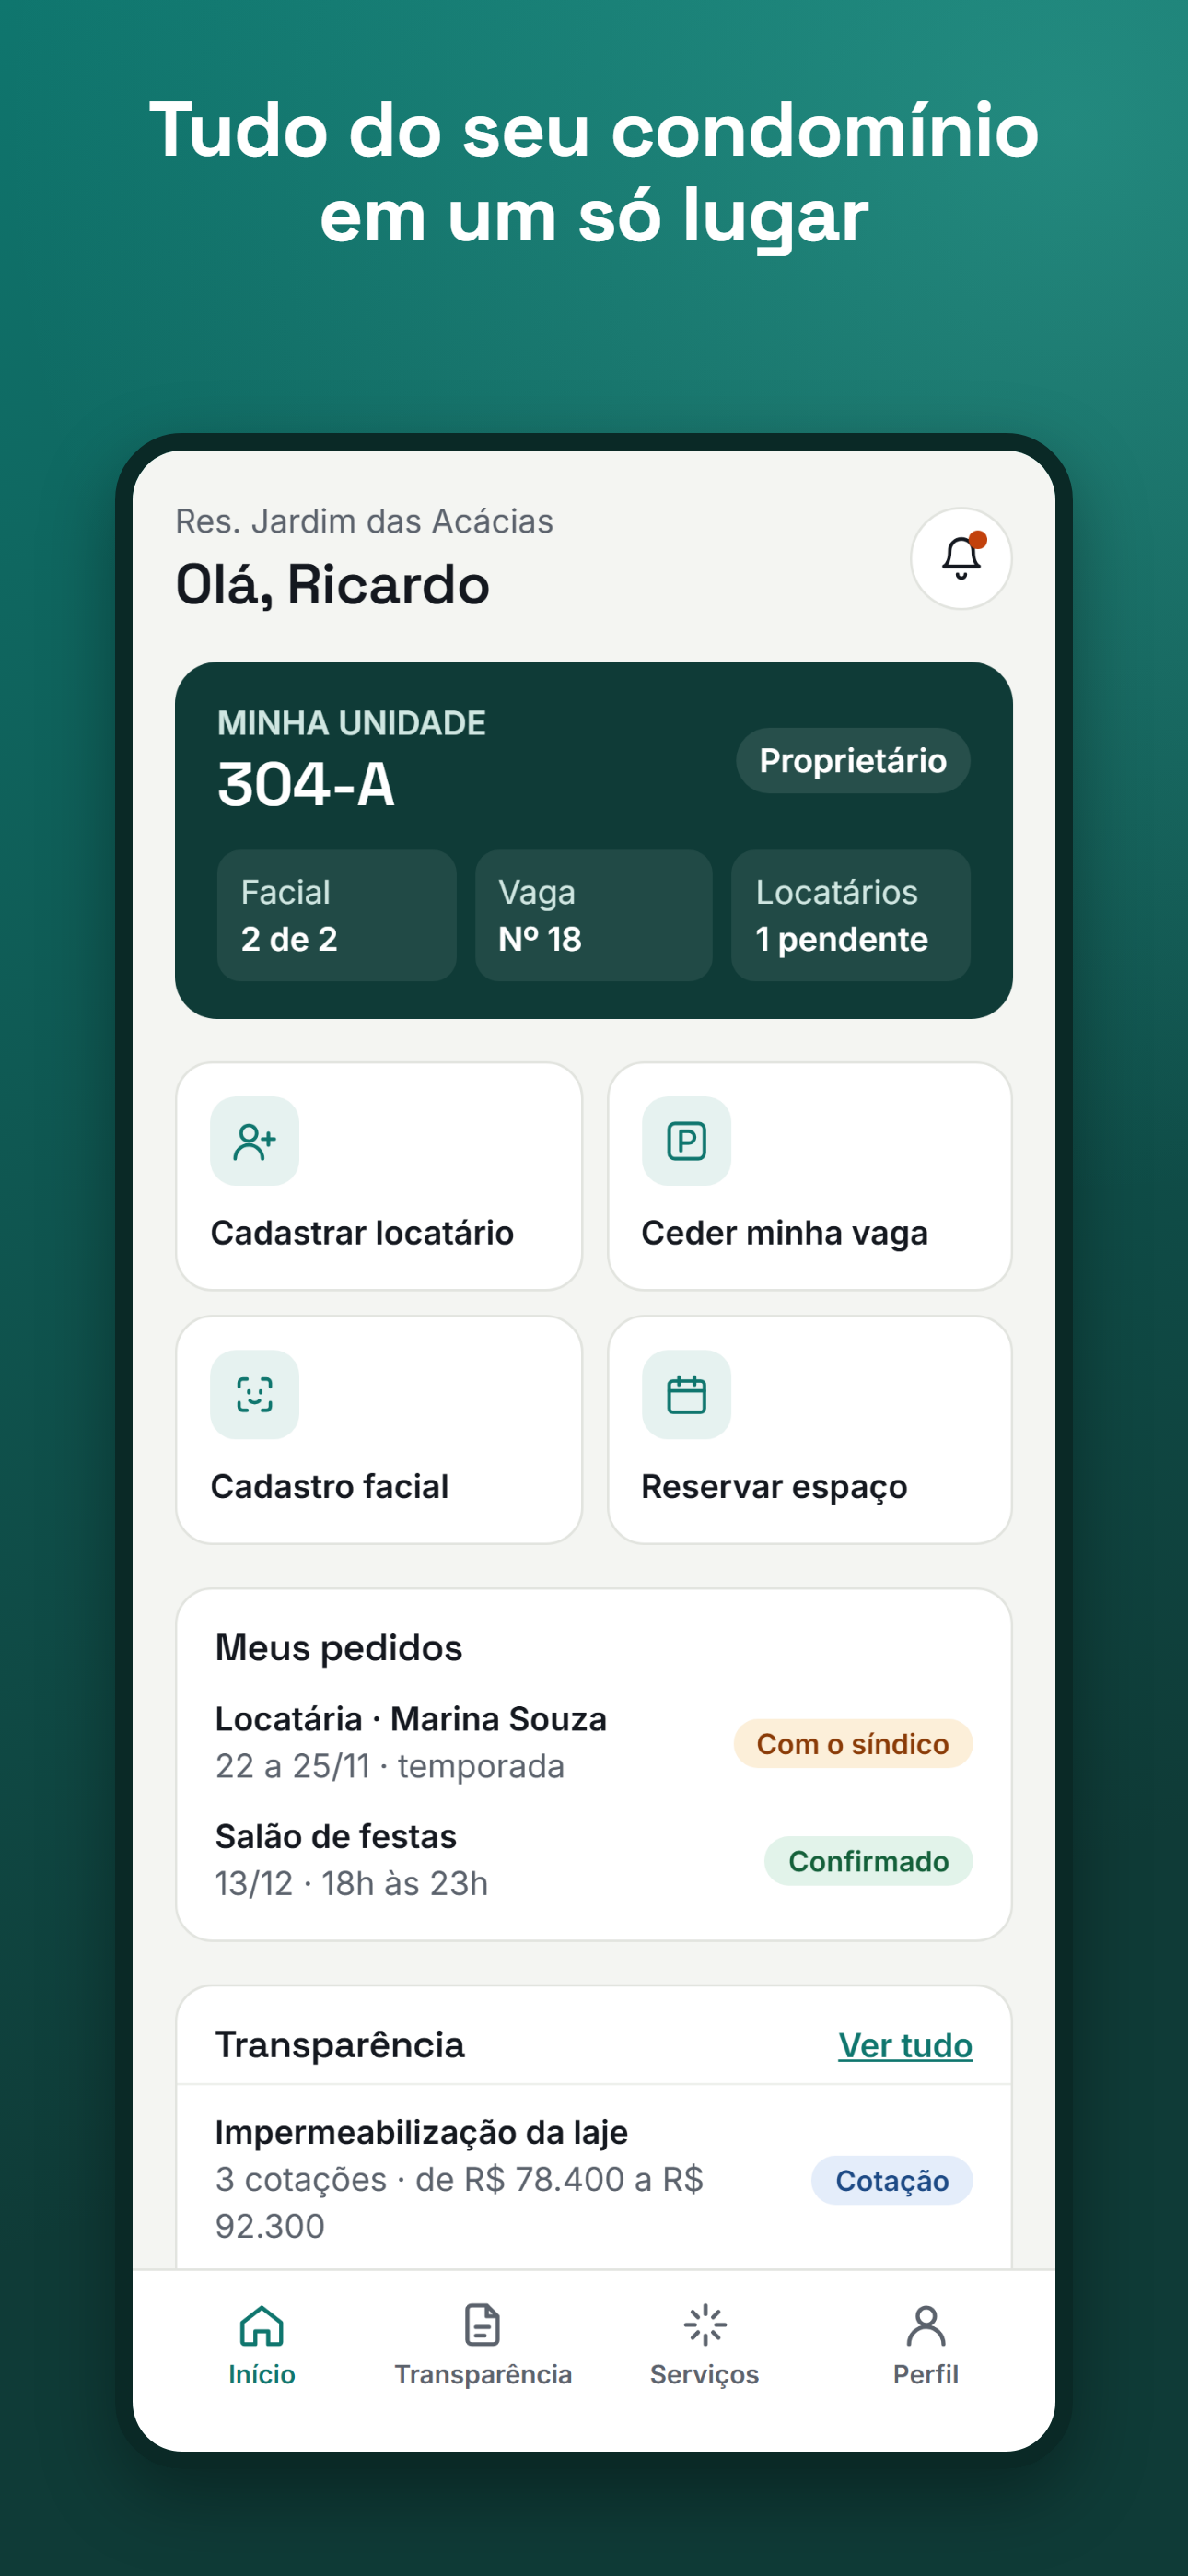 Tudo do seu condomínio
em um só lugar
Res. Jardim das Acácias
Olá, Ricardo
MINHA UNIDADE
304-A
Proprietário
Facial
2 de 2
Vaga
Nº 18
Locatários
1 pendente
Cadastrar locatário
Ceder minha vaga
Cadastro facial
Reservar espaço
Meus pedidos
Locatária · Marina Souza
22 a 25/11 · temporada
Com o síndico
Salão de festas
13/12 · 18h às 23h
Confirmado
Transparência
Ver tudo
Impermeabilização da laje
3 cotações · de R$ 78.400 a R$
92.300
Cotação
Início
Transparência
Serviços
Perfil